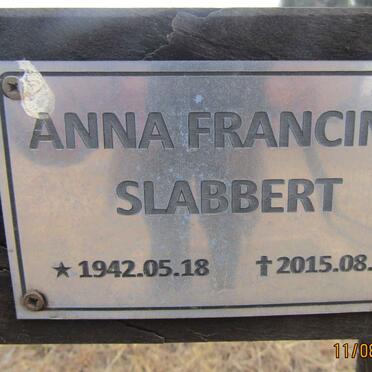 ANNA FRANCIN
SLABBERT
★ 1942.05.18 ✝ 2015.08.
11/08